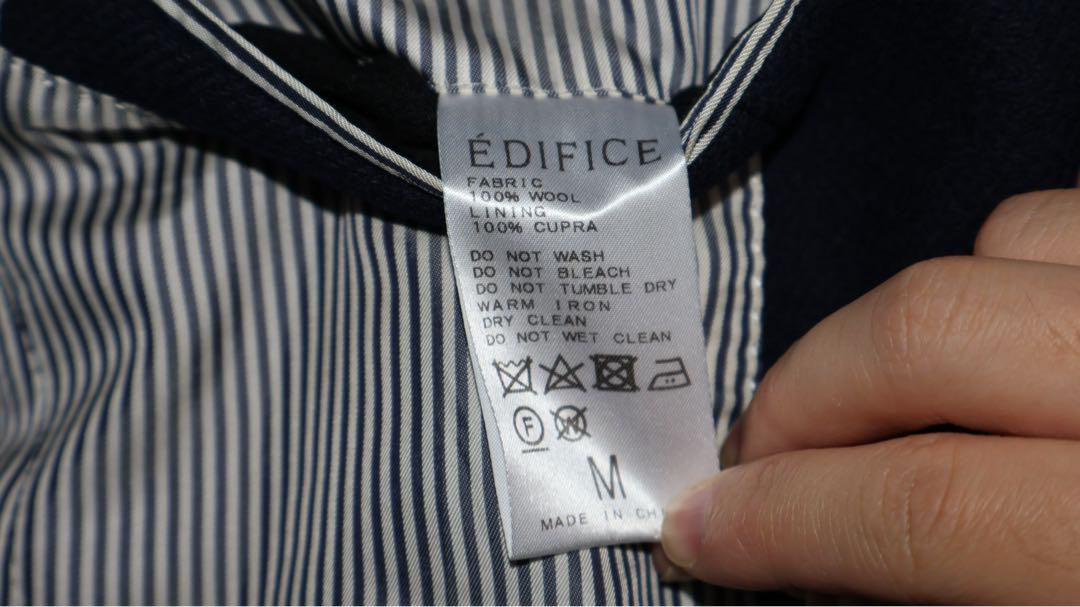 ÉDIFICE
FABRIC
100% WOOL
LINING
100% CUPRA
DO NOT WASH
DO NOT BLEACH
DO NOT TUMBLE DRY
WARM IRON
DRY CLEAN
DO NOT WET CLEAN
F W
M
MADE IN